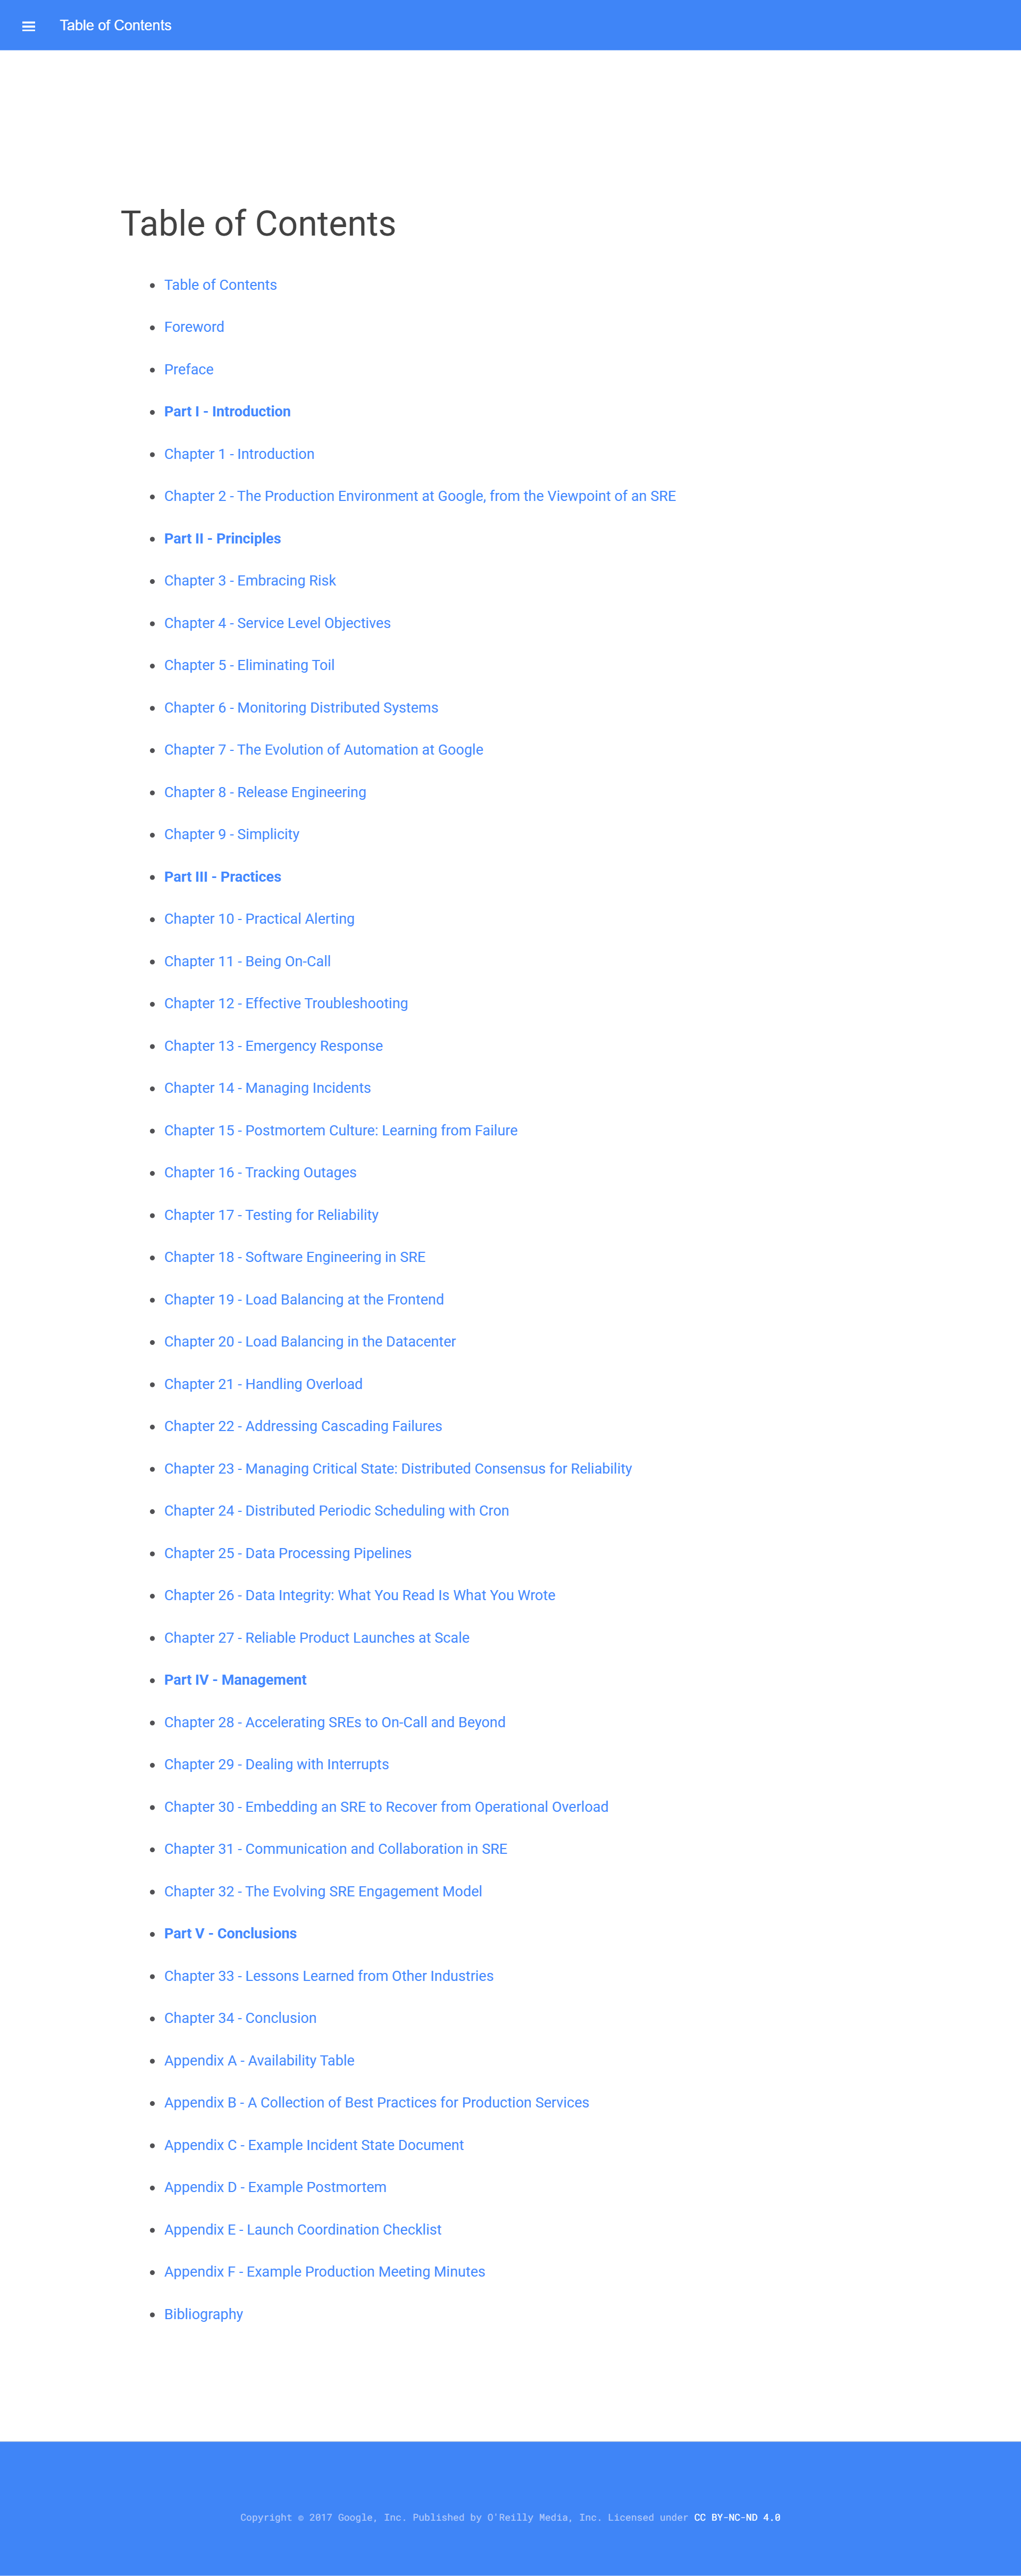 Table of Contents
Table of Contents
Table of Contents
Foreword
Preface
Part I - Introduction
Chapter 1 - Introduction
Chapter 2 - The Production Environment at Google, from the Viewpoint of an SRE
Part II - Principles
Chapter 3 - Embracing Risk
Chapter 4 - Service Level Objectives
Chapter 5 - Eliminating Toil
Chapter 6 - Monitoring Distributed Systems
Chapter 7 - The Evolution of Automation at Google
Chapter 8 - Release Engineering
Chapter 9 - Simplicity
Part III - Practices
Chapter 10 - Practical Alerting
Chapter 11 - Being On-Call
Chapter 12 - Effective Troubleshooting
Chapter 13 - Emergency Response
Chapter 14 - Managing Incidents
Chapter 15 - Postmortem Culture: Learning from Failure
Chapter 16 - Tracking Outages
Chapter 17 - Testing for Reliability
Chapter 18 - Software Engineering in SRE
Chapter 19 - Load Balancing at the Frontend
Chapter 20 - Load Balancing in the Datacenter
Chapter 21 - Handling Overload
Chapter 22 - Addressing Cascading Failures
Chapter 23 - Managing Critical State: Distributed Consensus for Reliability
Chapter 24 - Distributed Periodic Scheduling with Cron
Chapter 25 - Data Processing Pipelines
Chapter 26 - Data Integrity: What You Read Is What You Wrote
Chapter 27 - Reliable Product Launches at Scale
Part IV - Management
Chapter 28 - Accelerating SREs to On-Call and Beyond
Chapter 29 - Dealing with Interrupts
Chapter 30 - Embedding an SRE to Recover from Operational Overload
Chapter 31 - Communication and Collaboration in SRE
Chapter 32 - The Evolving SRE Engagement Model
Part V - Conclusions
Chapter 33 - Lessons Learned from Other Industries
Chapter 34 - Conclusion
Appendix A - Availability Table
Appendix B - A Collection of Best Practices for Production Services
Appendix C - Example Incident State Document
Appendix D - Example Postmortem
Appendix E - Launch Coordination Checklist
Appendix F - Example Production Meeting Minutes
Bibliography
Copyright © 2017 Google, Inc. Published by O'Reilly Media, Inc. Licensed under CC BY-NC-ND 4.0